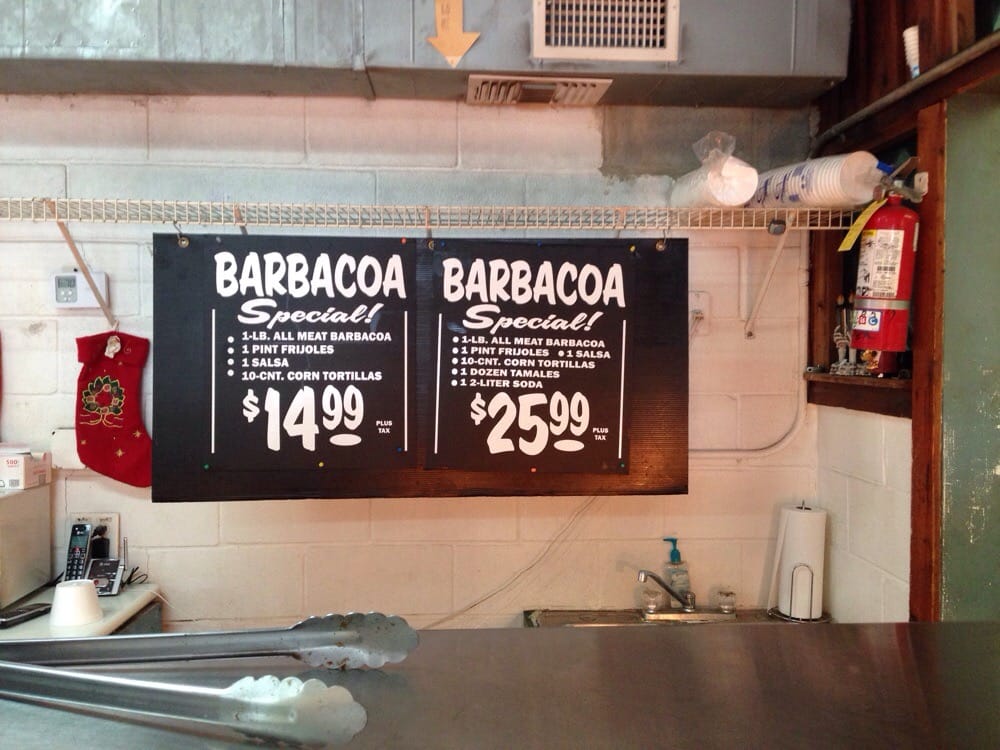 BARBACOA
Special!
1-LB. ALL MEAT BARBACOA
1 PINT FRIJOLES
1 SALSA
10-CNT. CORN TORTILLAS
$14.99
PLUS
TAX
BARBACOA
Special!
1-LB. ALL MEAT BARBACOA
1 PINT FRIJOLES • 1 SALSA
10-CNT. CORN TORTILLAS
1 DOZEN TAMALES
1 2-LITER SODA
$25.99
PLUS
TAX
500